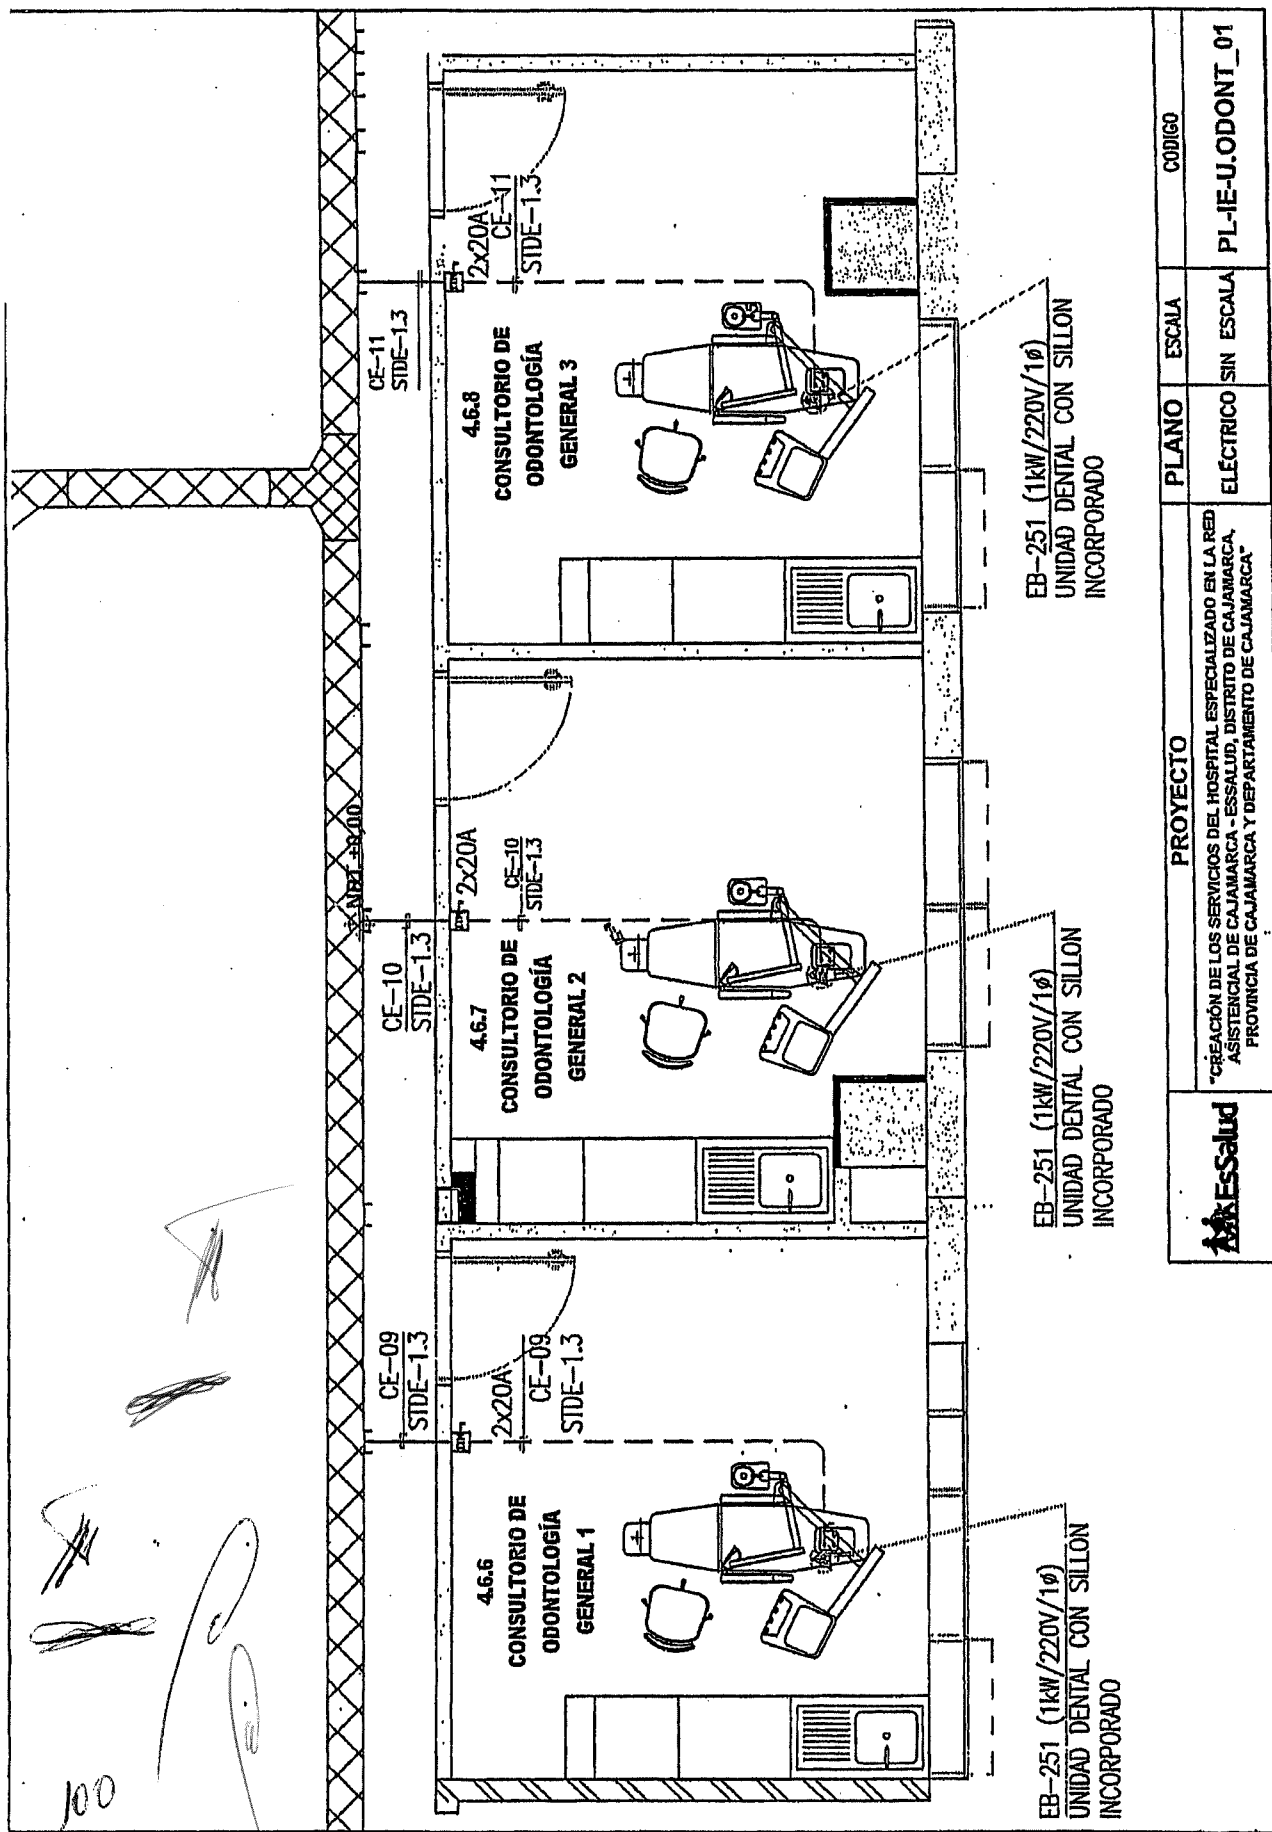 100
CE-09
STDE-1.3
CE-10
STDE-1.3
CE-11
STDE-1.3
2x20A
CE-09
STDE-1.3
2x20A
CE-10
STDE-1.3
2x20A
CE-11
STDE-1.3
4.6.6
CONSULTORIO DE
ODONTOLOGÍA
GENERAL 1
4.6.7
CONSULTORIO DE
ODONTOLOGÍA
GENERAL 2
4.6.8
CONSULTORIO DE
ODONTOLOGÍA
GENERAL 3
EB-251 (1kW/220V/1ø)
UNIDAD DENTAL CON SILLON
INCORPORADO
EB-251 (1kW/220V/1ø)
UNIDAD DENTAL CON SILLON
INCORPORADO
EB-251 (1kW/220V/1ø)
UNIDAD DENTAL CON SILLON
INCORPORADO
EsSalud
PROYECTO
"CREACIÓN DE LOS SERVICIOS DEL HOSPITAL ESPECIALIZADO EN LA RED
ASISTENCIAL DE CAJAMARCA - ESSALUD, DISTRITO DE CAJAMARCA,
PROVINCIA DE CAJAMARCA Y DEPARTAMENTO DE CAJAMARCA"
PLANO
ELÉCTRICO
ESCALA
SIN ESCALA
CODIGO
PL-IE-U.ODONT_01